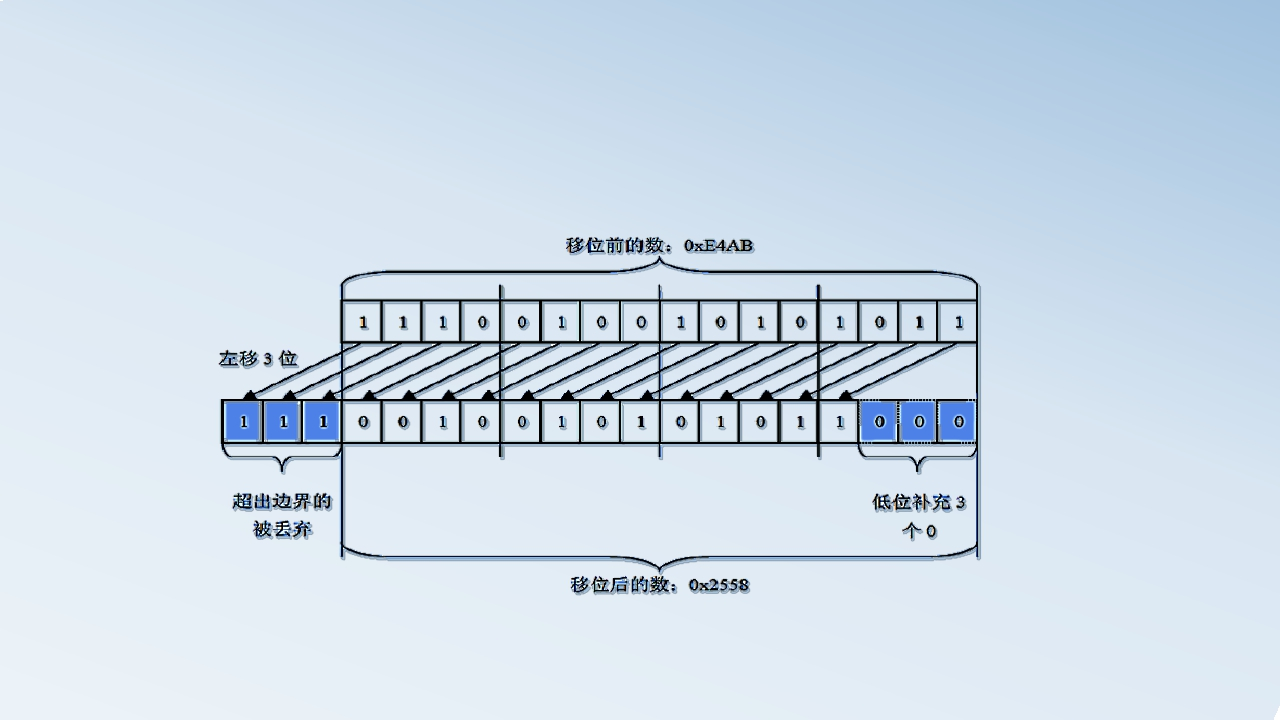 移位前的数：0xE4AB
1 1 1 0 0 1 0 0 1 0 1 0 1 0 1 1
左移 3 位
1 1 1 0 0 1 0 0 1 0 1 0 1 0 1 1 0 0 0
超出边界的
被丢弃
低位补充 3
个 0
移位后的数：0x2558